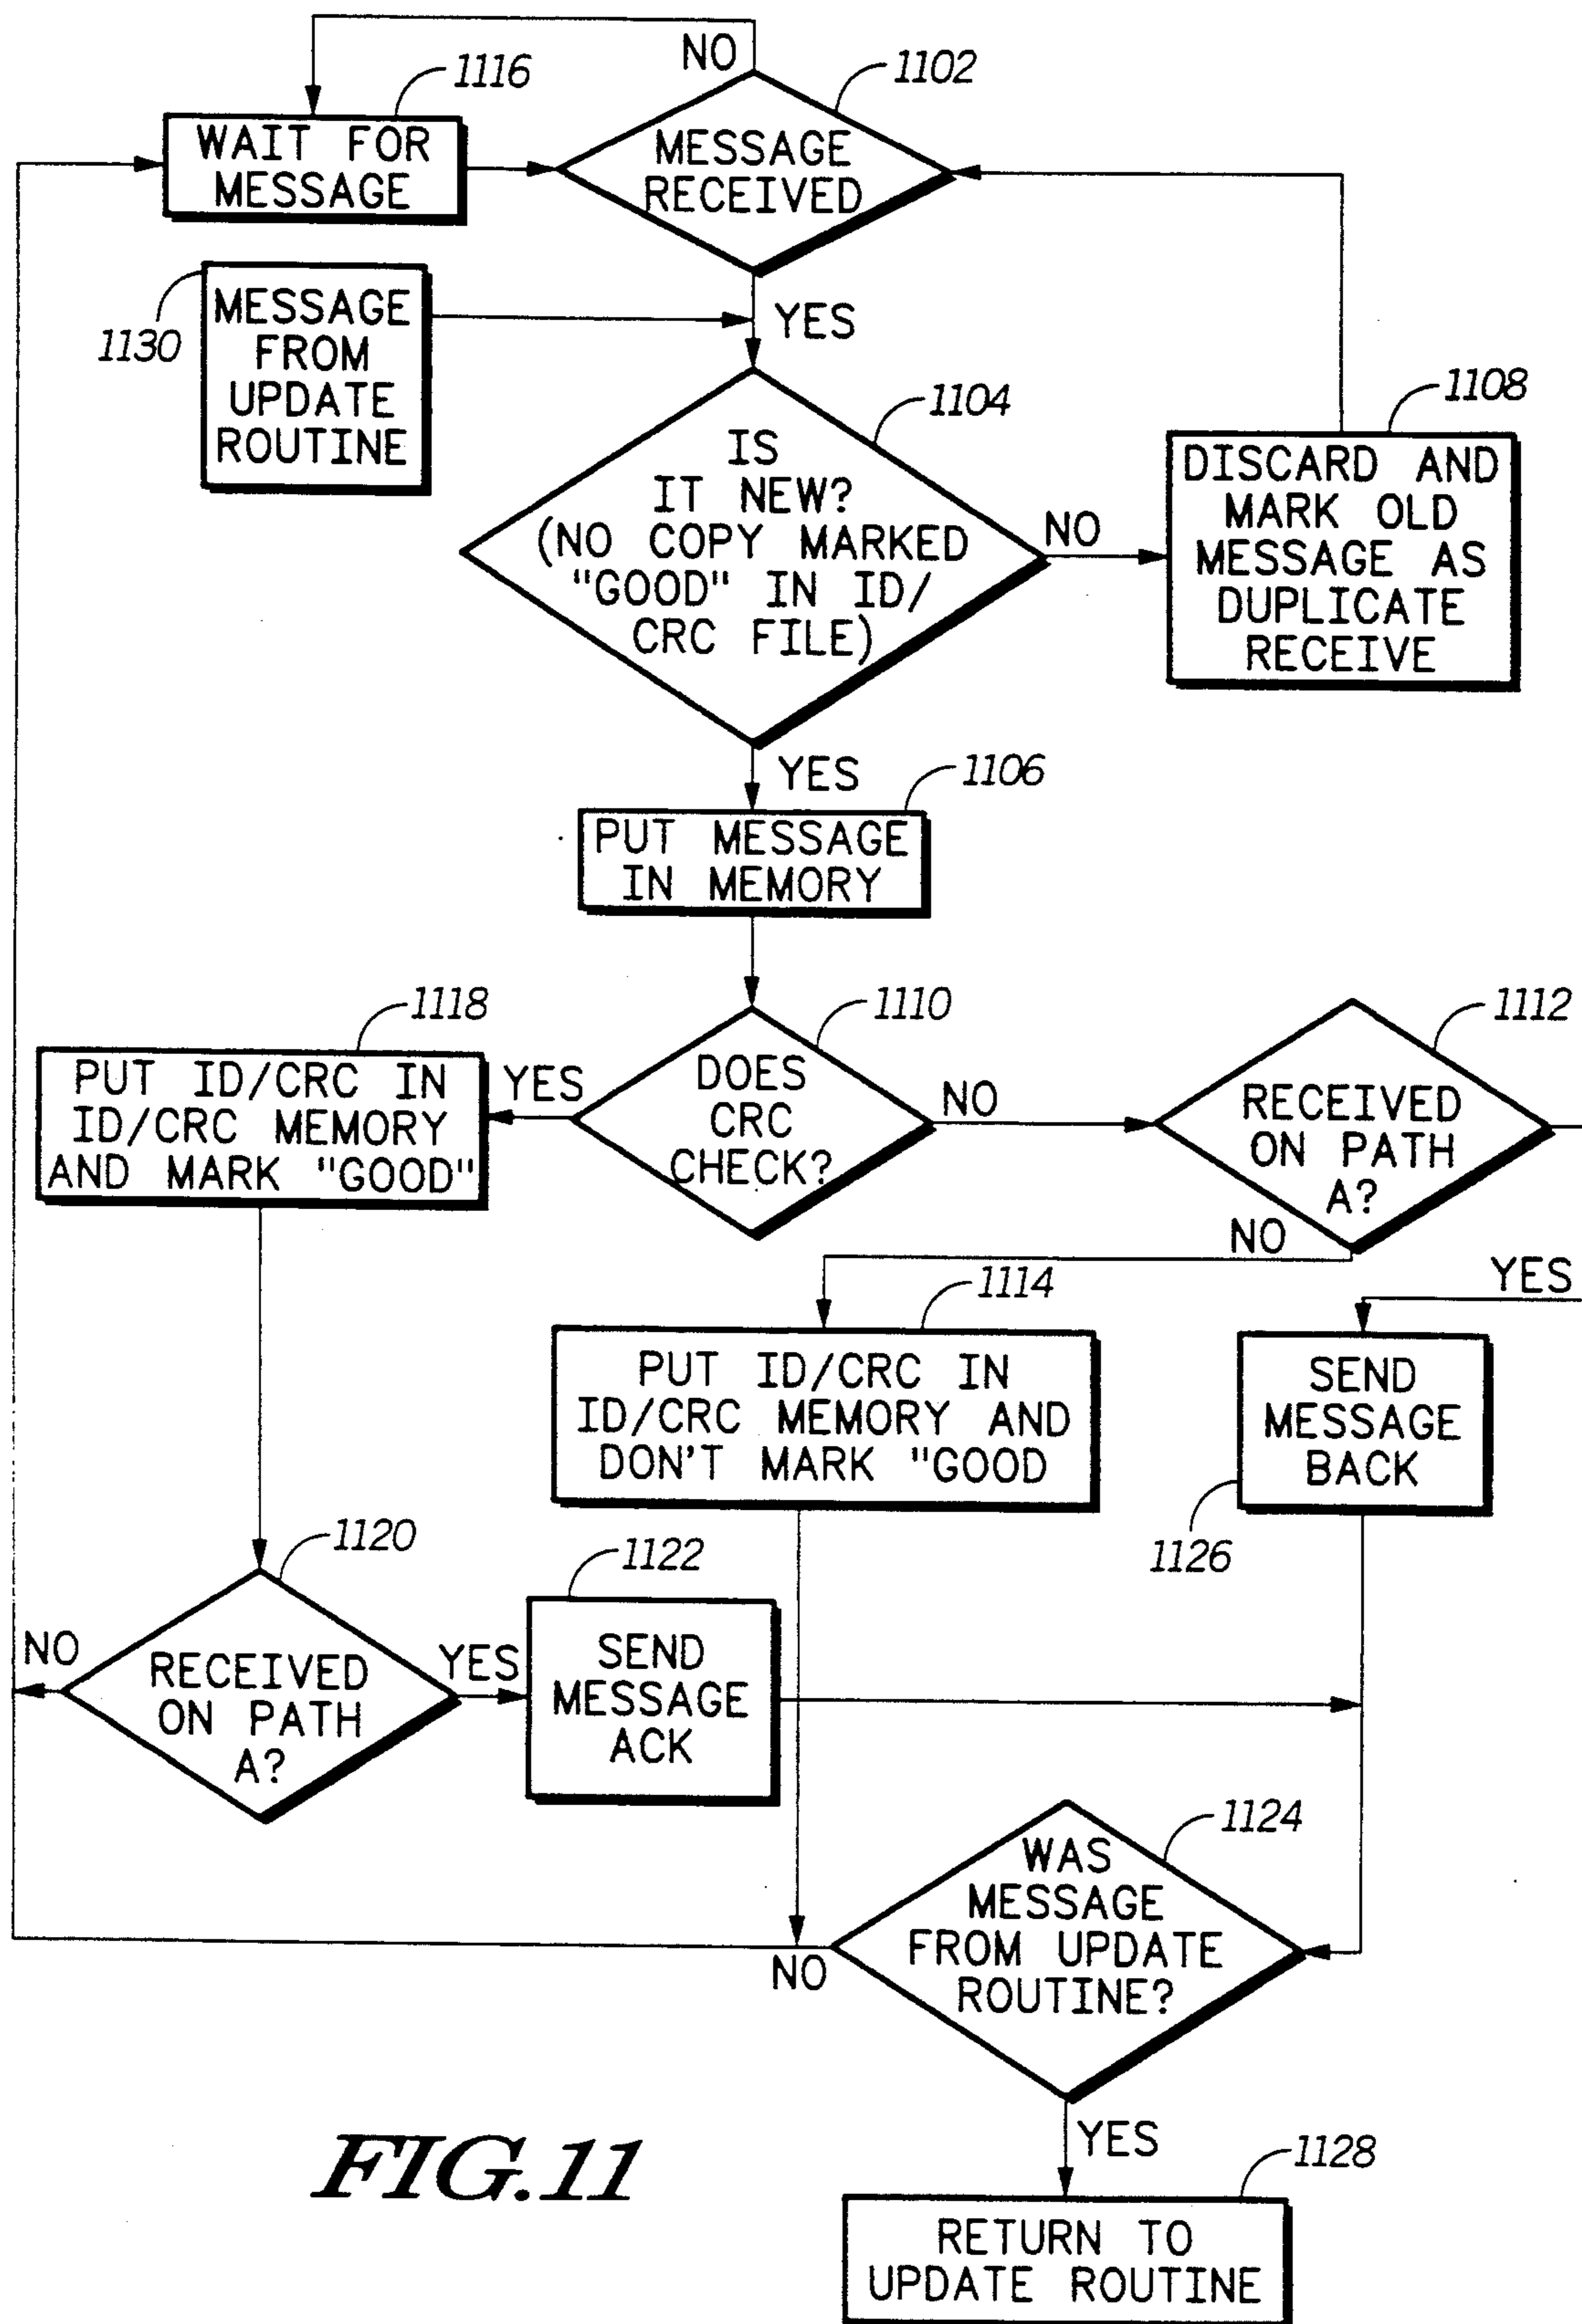 NO
1116
1102
WAIT FOR
MESSAGE
MESSAGE
RECEIVED
1130
MESSAGE
FROM
UPDATE
ROUTINE
YES
1104
1108
IS
IT NEW?
(NO COPY MARKED
"GOOD" IN ID/
CRC FILE)
NO
DISCARD AND
MARK OLD
MESSAGE AS
DUPLICATE
RECEIVE
YES
1106
PUT MESSAGE
IN MEMORY
1118
1110
1112
PUT ID/CRC IN
ID/CRC MEMORY
AND MARK "GOOD"
YES
DOES
CRC
CHECK?
NO
RECEIVED
ON PATH
A?
NO
YES
1114
PUT ID/CRC IN
ID/CRC MEMORY AND
DON'T MARK "GOOD
SEND
MESSAGE
BACK
1126
1120
1122
NO
RECEIVED
ON PATH
A?
YES
SEND
MESSAGE
ACK
1124
WAS
MESSAGE
FROM UPDATE
ROUTINE?
NO
YES
1128
RETURN TO
UPDATE ROUTINE
FIG.11